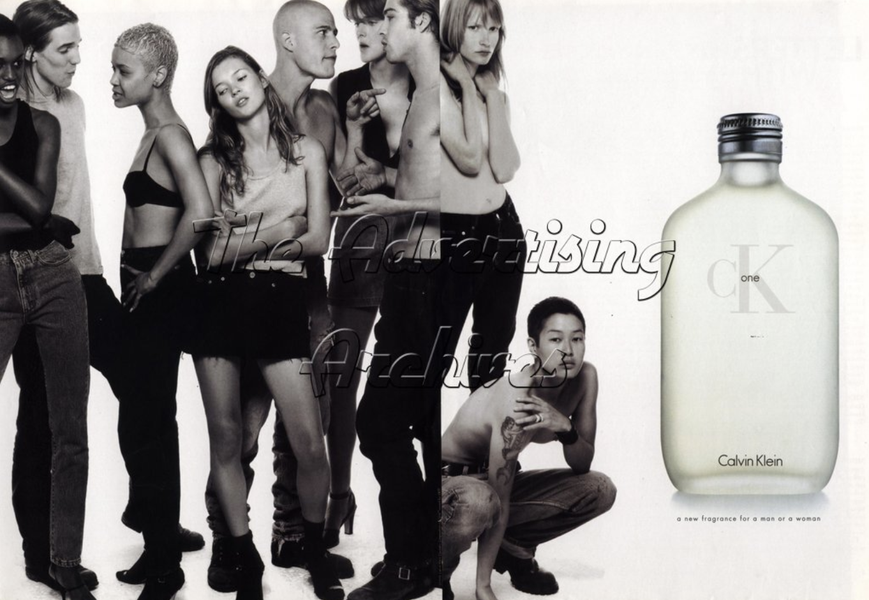 The Advertising
Archives
cK
one
Calvin Klein
a new fragrance for a man or a woman